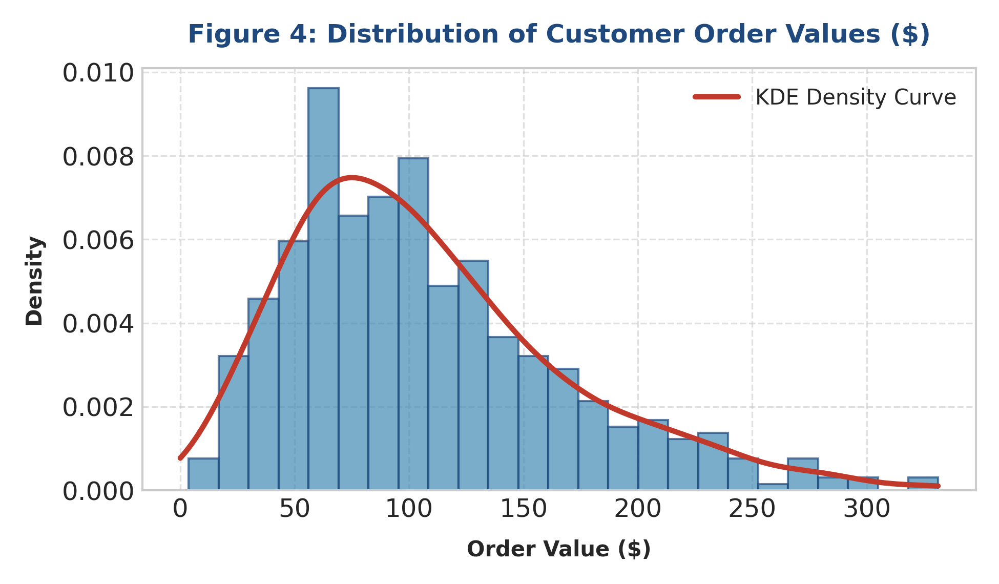 Figure 4: Distribution of Customer Order Values ($)
KDE Density Curve
Density
0.010
0.008
0.006
0.004
0.002
0.000
0 50 100 150 200 250 300
Order Value ($)